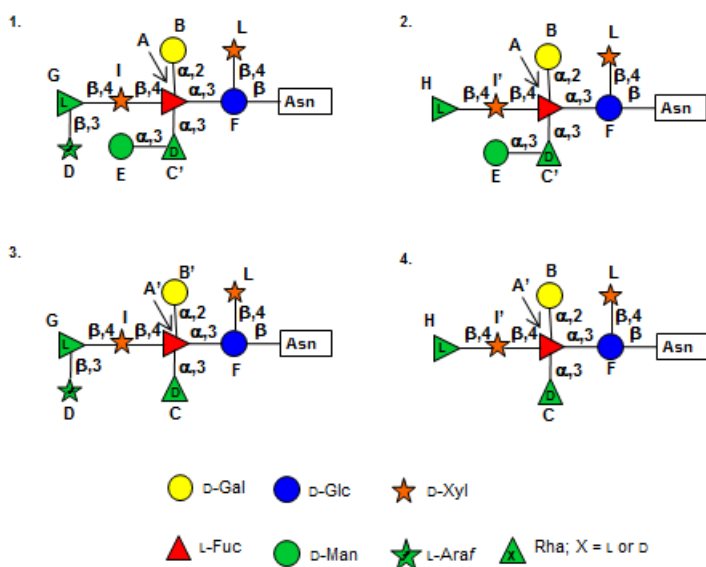 1.
A B L
G I α,2 β,4
β,4 β,4 α,3 β Asn
L
β,3 α,3 F
α,3 D
D E C'
2.
A B L
H I' α,2 β,4
β,4 β,4 α,3 β Asn
L
α,3 F
α,3 D
E C'
3.
A' B' L
G I α,2 β,4
β,4 β,4 α,3 β Asn
L
β,3 α,3 F
D
D C
4.
A' B L
H I' α,2 β,4
β,4 β,4 α,3 β Asn
L
α,3 F
D
C
D-Gal D-Glc D-Xyl
L-Fuc D-Man L-Araf X Rha; X = L or D